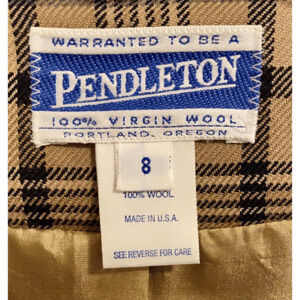 WARRANTED TO BE A
PENDLETON
100% VIRGIN WOOL
PORTLAND, OREGON
8
100% WOOL
MADE IN U.S.A.
SEE REVERSE FOR CARE